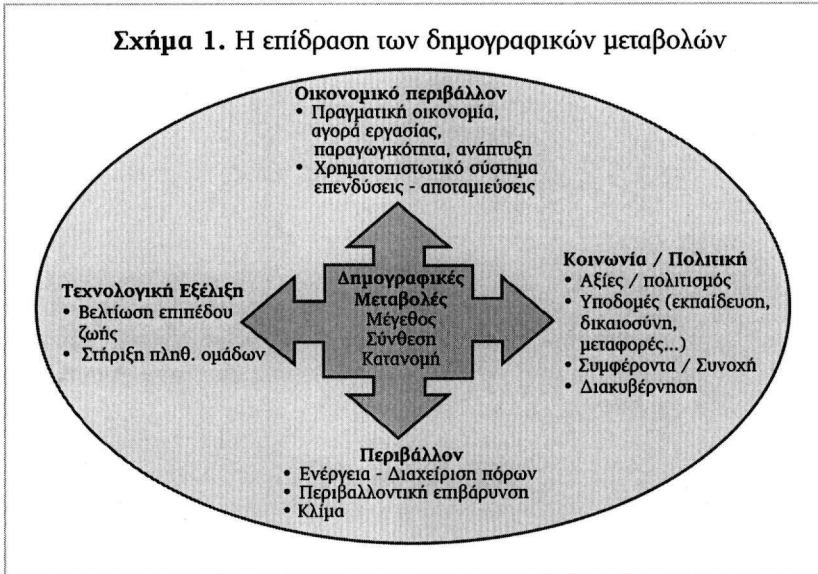 Σχήμα 1. Η επίδραση των δημογραφικών μεταβολών
Οικονομικό περιβάλλον
• Πραγματική οικονομία,
αγορά εργασίας,
παραγωγικότητα, ανάπτυξη
• Χρηματοπιστωτικό σύστημα
επενδύσεις - αποταμιεύσεις
Τεχνολογική Εξέλιξη
• Βελτίωση επιπέδου
ζωής
• Στήριξη πληθ. ομάδων
Δημογραφικές
Μεταβολές
Μέγεθος
Σύνθεση
Κατανομή
Κοινωνία / Πολιτική
• Αξίες / πολιτισμός
• Υποδομές (εκπαίδευση,
δικαιοσύνη,
μεταφορές...)
• Συμφέροντα / Συνοχή
• Διακυβέρνηση
Περιβάλλον
• Ενέργεια - Διαχείριση πόρων
• Περιβαλλοντική επιβάρυνση
• Κλίμα